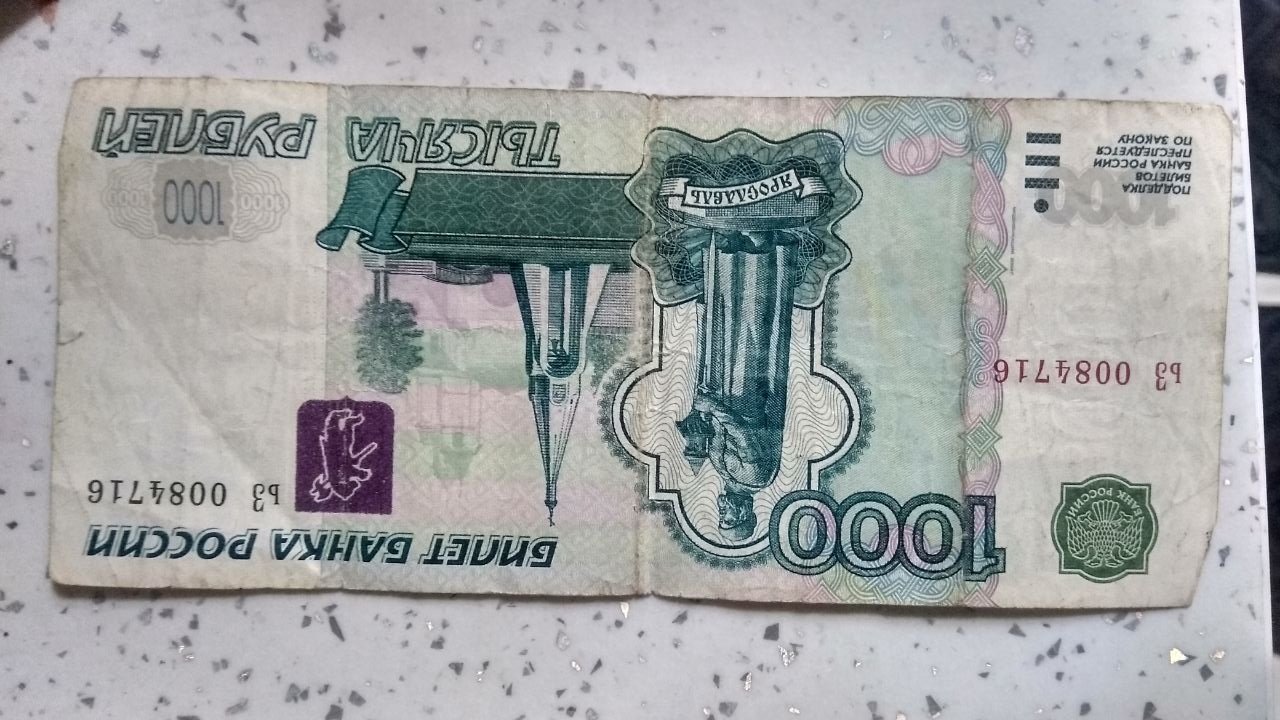 БИЛЕТ БАНКА РОССИИ
ьз 0084716
БАНК РОССИИ
1000
ьз 0084716
ЯРОСЛАВЛЬ
ПОДДЕЛКА
БИЛЕТОВ
БАНКА РОССИИ
ПРЕСЛЕДУЕТСЯ
ПО ЗАКОНУ
1000
1000
ТЫСЯЧА РУБЛЕЙ